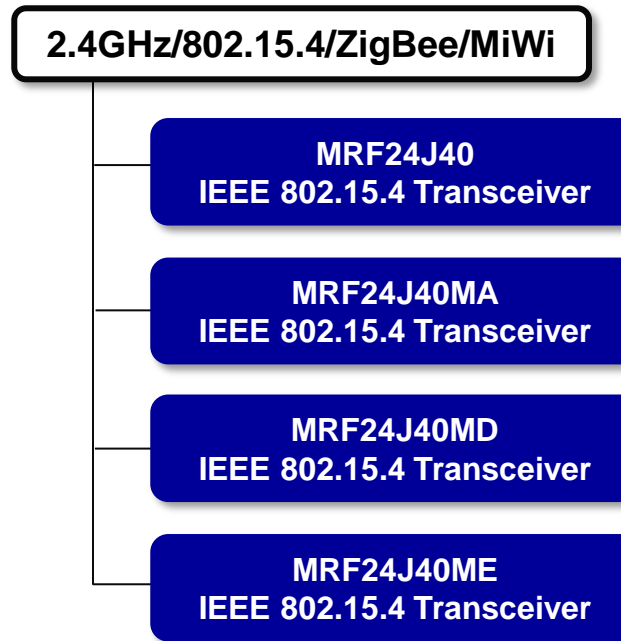 2.4GHz/802.15.4/ZigBee/MiWi
MRF24J40
IEEE 802.15.4 Transceiver
MRF24J40MA
IEEE 802.15.4 Transceiver
MRF24J40MD
IEEE 802.15.4 Transceiver
MRF24J40ME
IEEE 802.15.4 Transceiver